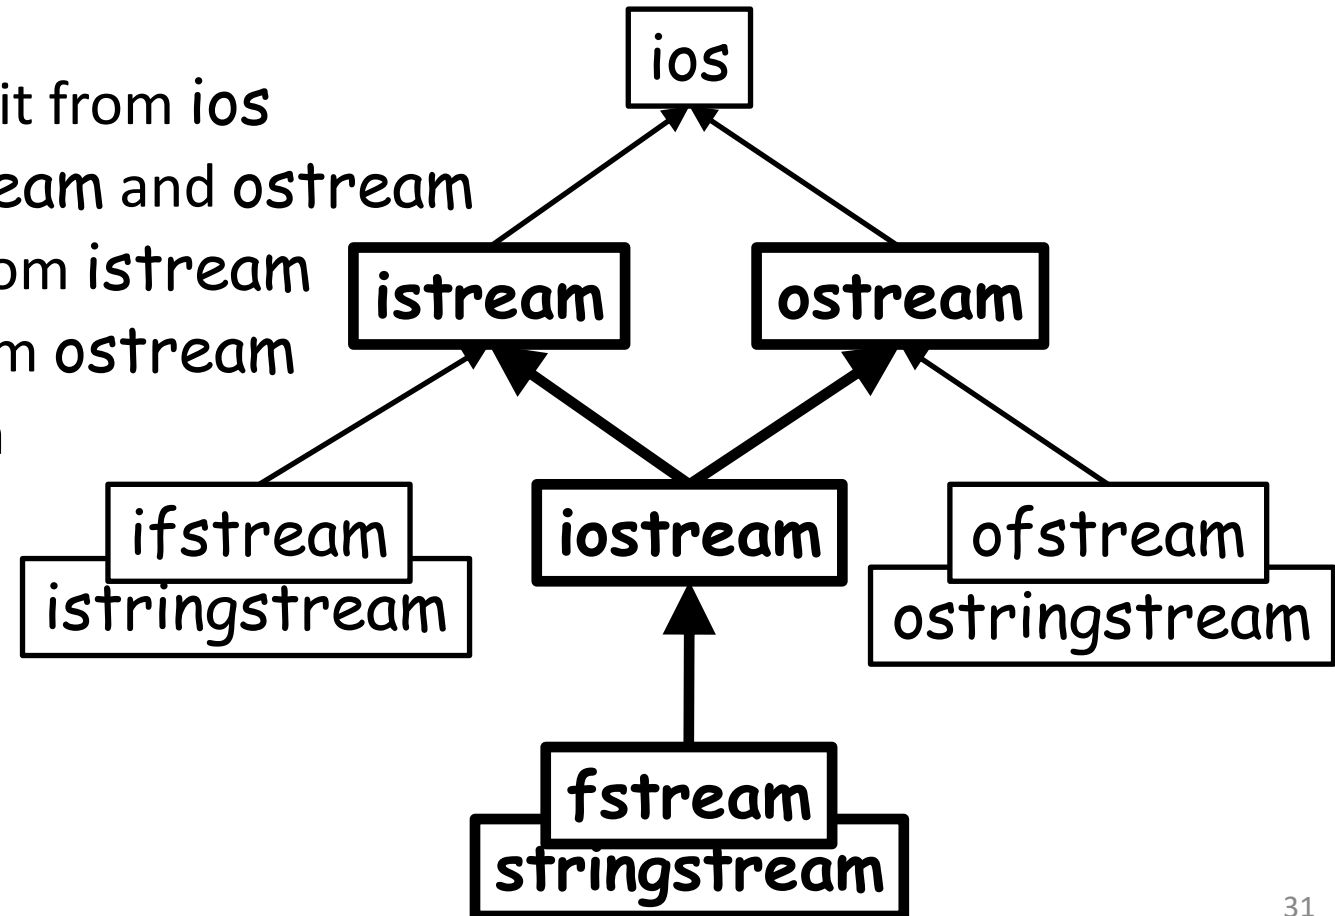 ios
it from ios
eam and ostream
om istream
m ostream
istream
ostream
ifstream
istringstream
iostream
ofstream
ostringstream
fstream
stringstream
31